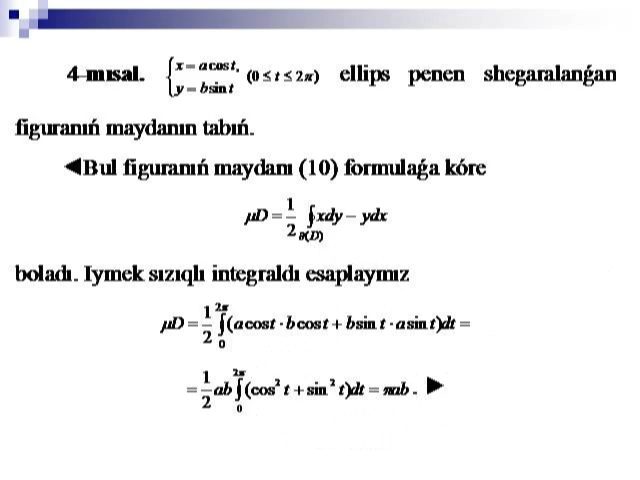 4-mısal. {x = a cos t, y = b sin t (0 ≤ t ≤ 2π) ellips penen shegaralanǵan
figuranıń maydanın tabıń.
◀Bul figuranıń maydanı (10) formulaǵa kóre
μD = 1/2 ∮_{∂(D)} xdy − ydx
boladı. Iymek sızıqlı integraldı esaplaymız
μD = 1/2 ∫_0^{2π} (a cos t · b cos t + b sin t · a sin t)dt =
= 1/2 ab ∫_0^{2π} (cos² t + sin² t)dt = πab . ▶